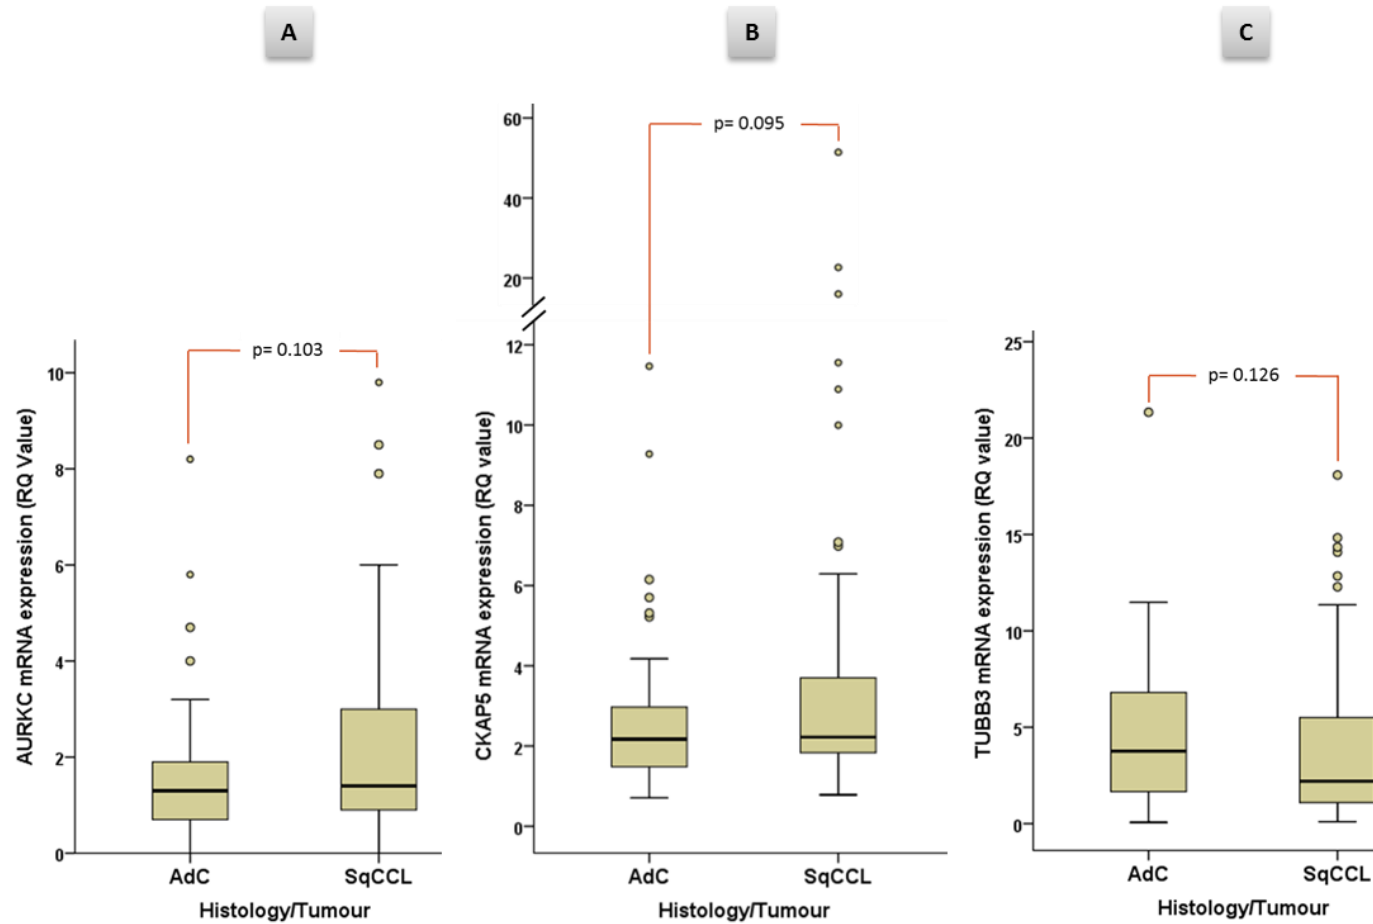 A
B
C
p= 0.103
p= 0.095
p= 0.126
AURKC mRNA expression (RQ Value)
10
8
6
4
2
0
AdC
SqCCL
Histology/Tumour
CKAP5 mRNA expression (RQ value)
60
40
20
12
10
8
6
4
2
0
AdC
SqCCL
Histology/Tumour
TUBB3 mRNA expression (RQ value)
25
20
15
10
5
0
AdC
SqCCL
Histology/Tumour